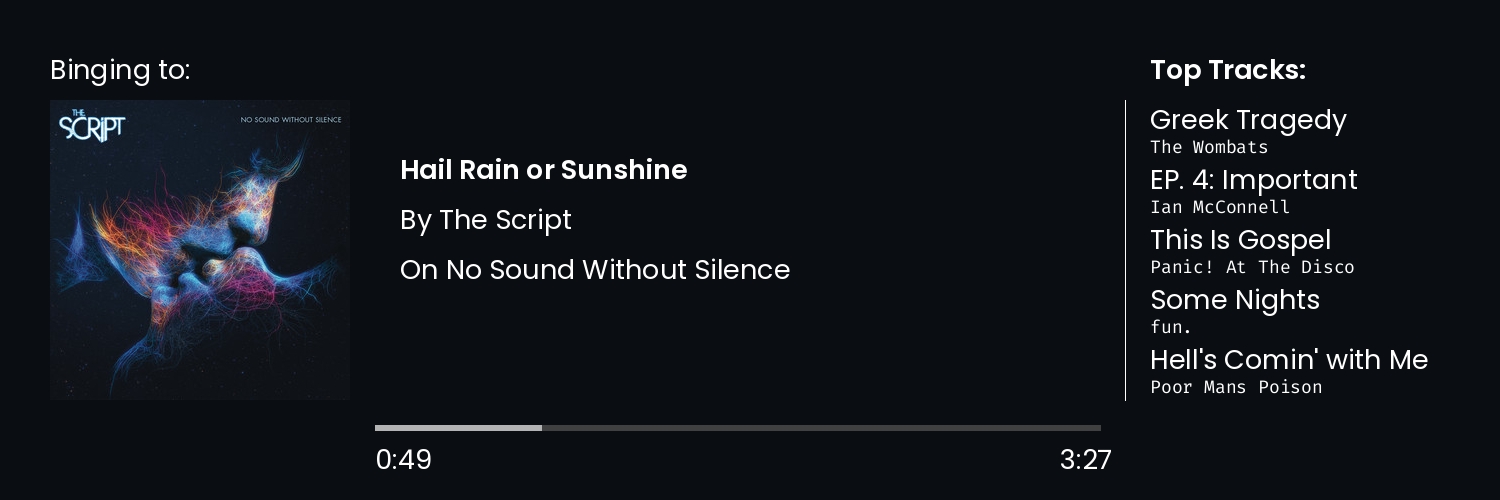 Binging to:
THE
SCRIPT
NO SOUND WITHOUT SILENCE
Hail Rain or Sunshine
By The Script
On No Sound Without Silence
0:49
3:27
Top Tracks:
Greek Tragedy
The Wombats
EP. 4: Important
Ian McConnell
This Is Gospel
Panic! At The Disco
Some Nights
fun.
Hell's Comin' with Me
Poor Mans Poison